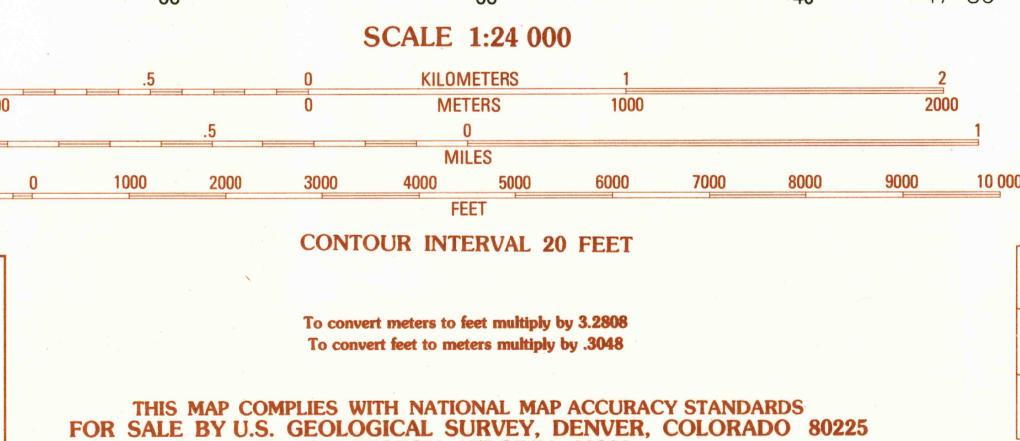 SCALE 1:24 000
.5 0 KILOMETERS 1 2
0 METERS 1000 2000
.5 0 1
MILES
0 1000 2000 3000 4000 5000 6000 7000 8000 9000 10 000
FEET
CONTOUR INTERVAL 20 FEET
To convert meters to feet multiply by 3.2808
To convert feet to meters multiply by .3048
THIS MAP COMPLIES WITH NATIONAL MAP ACCURACY STANDARDS
FOR SALE BY U.S. GEOLOGICAL SURVEY, DENVER, COLORADO 80225